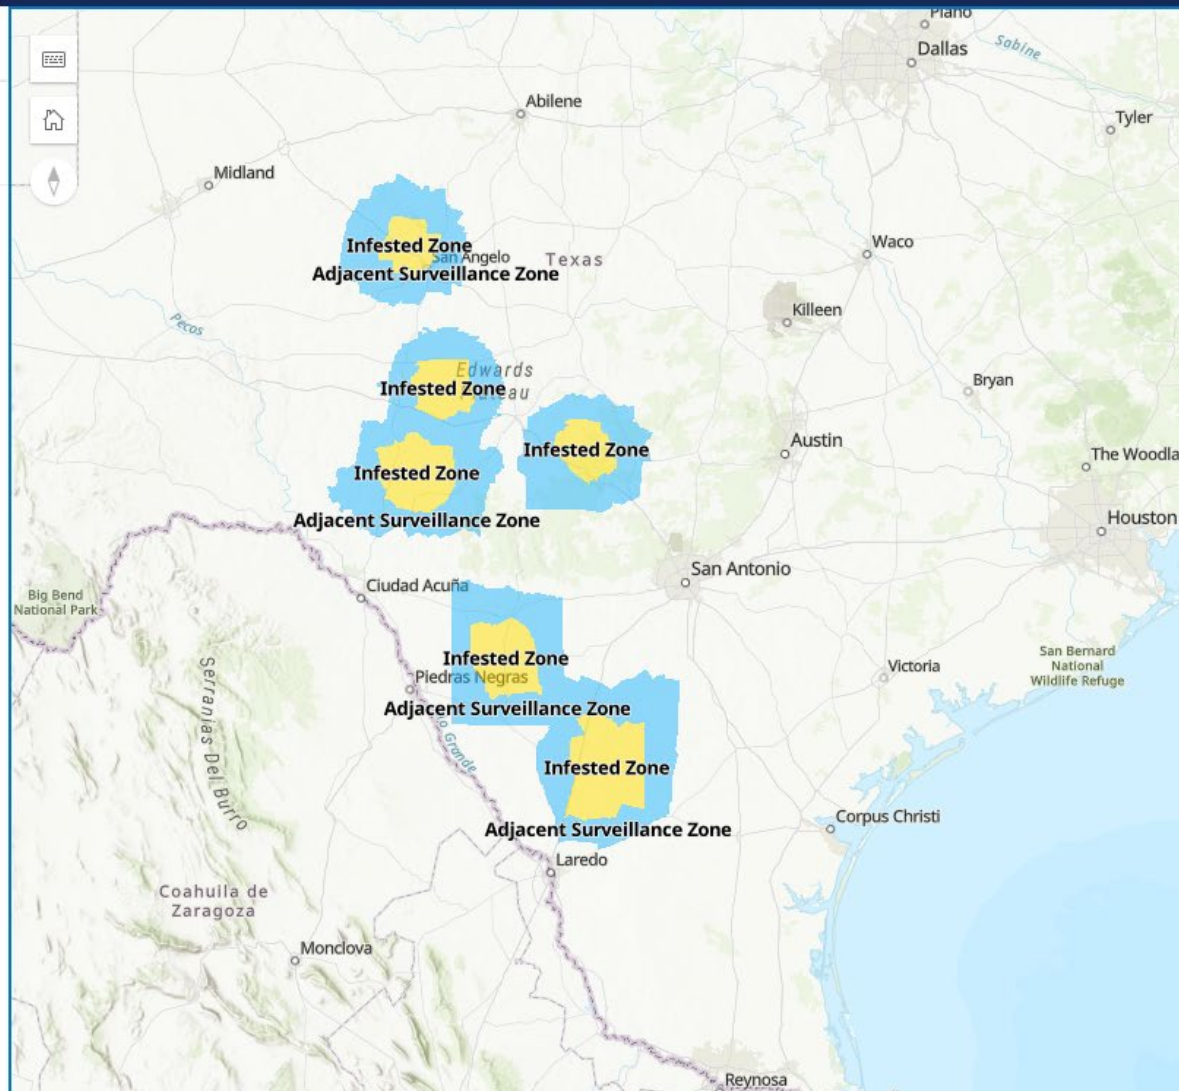 Plano
Dallas
Sabine
Abilene
Tyler
Midland
Waco
Infested Zone
San Angelo
Texas
Adjacent Surveillance Zone
Killeen
Pecos
Edwards
Plateau
Bryan
Infested Zone
Austin
Infested Zone
The Woodla
Infested Zone
Houston
Adjacent Surveillance Zone
San Antonio
Ciudad Acuña
Big Bend
National Park
San Bernard
National
Wildlife Refuge
Infested Zone
Victoria
Piedras Negras
Serranias Del Burro
Adjacent Surveillance Zone
Rio Grande
Infested Zone
Corpus Christi
Adjacent Surveillance Zone
Laredo
Coahuila de
Zaragoza
Monclova
Reynosa